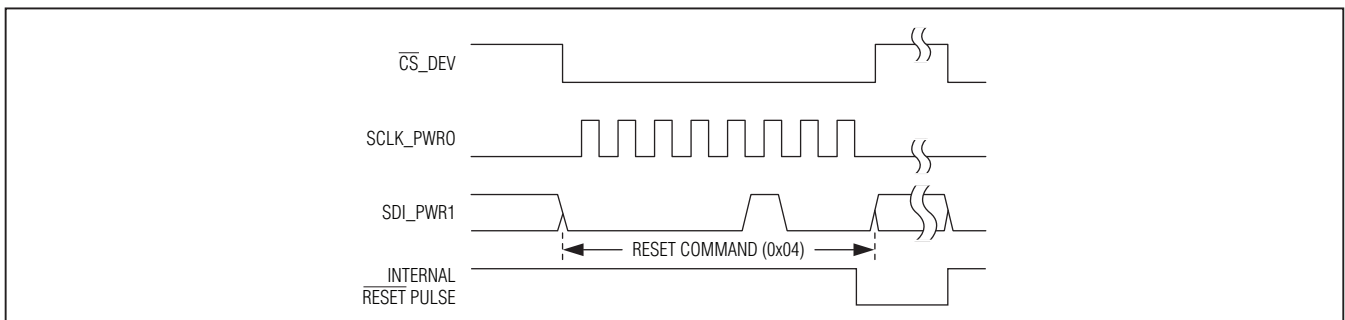 CS_DEV
SCLK_PWR0
SDI_PWR1
RESET COMMAND (0x04)
INTERNAL
RESET PULSE